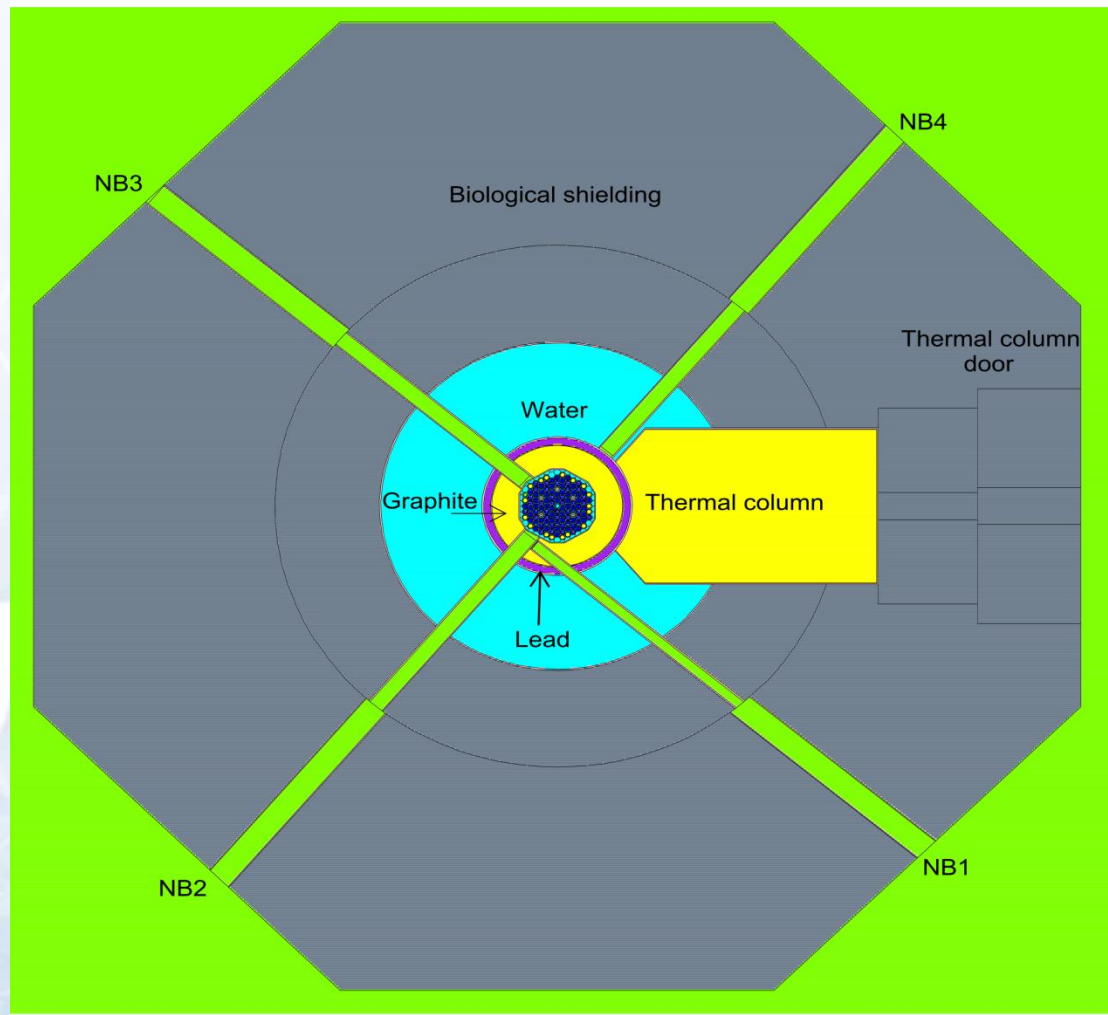 NB4
NB3
Biological shielding
Thermal column
door
Water
Graphite
Thermal column
Lead
NB1
NB2